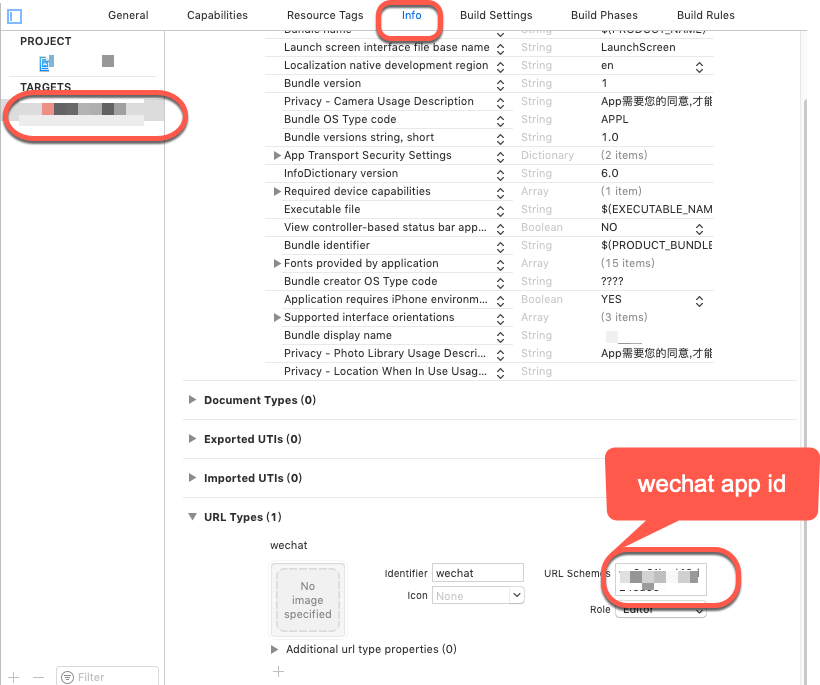 General Capabilities Resource Tags Info Build Settings Build Phases Build Rules
PROJECT
TARGETS
Bundle name String $(PRODUCT_NAME)
Launch screen interface file base name String LaunchScreen
Localization native development region String en
Bundle version String 1
Privacy - Camera Usage Description String App需要您的同意,才能
Bundle OS Type code String APPL
Bundle versions string, short String 1.0
App Transport Security Settings Dictionary (2 items)
InfoDictionary version String 6.0
Required device capabilities Array (1 item)
Executable file String $(EXECUTABLE_NAM
View controller-based status bar app... Boolean NO
Bundle identifier String $(PRODUCT_BUNDLE
Fonts provided by application Array (15 items)
Bundle creator OS Type code String ????
Application requires iPhone environm... Boolean YES
Supported interface orientations Array (3 items)
Bundle display name String
Privacy - Photo Library Usage Descri... String App需要您的同意,才能
Privacy - Location When In Use Usag... String
Document Types (0)
Exported UTIs (0)
Imported UTIs (0)
wechat app id
URL Types (1)
wechat
No image specified
Identifier wechat URL Schemes
Icon None Role Editor
Additional url type properties (0)
Filter